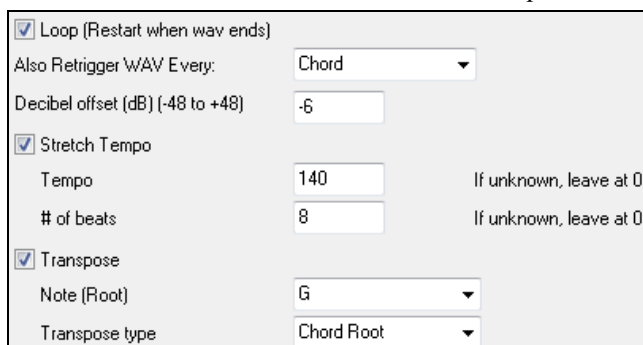 Loop (Restart when wav ends)
Also Retrigger WAV Every: Chord
Decibel offset (dB) (-48 to +48) -6
Stretch Tempo
Tempo 140 If unknown, leave at 0
# of beats 8 If unknown, leave at 0
Transpose
Note (Root) G
Transpose type Chord Root